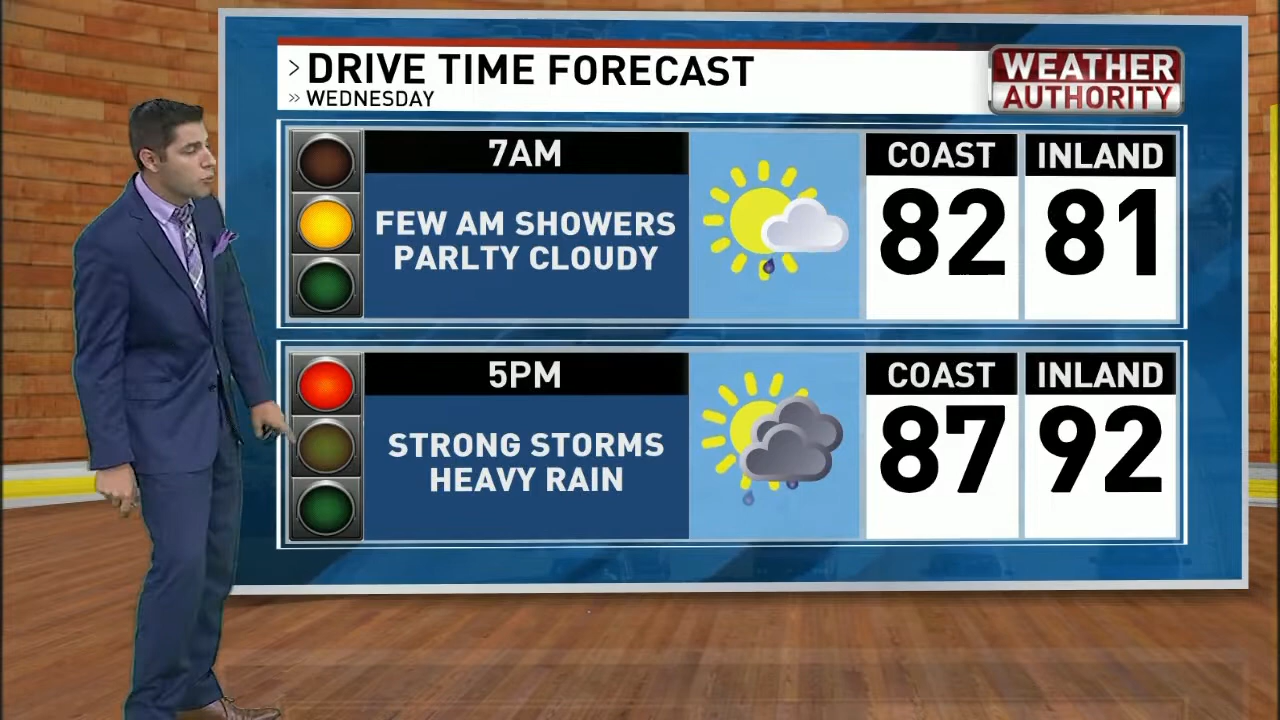 > DRIVE TIME FORECAST
» WEDNESDAY
WEATHER
AUTHORITY
7AM
FEW AM SHOWERS
PARLTY CLOUDY
COAST
82
INLAND
81
5PM
STRONG STORMS
HEAVY RAIN
COAST
87
INLAND
92